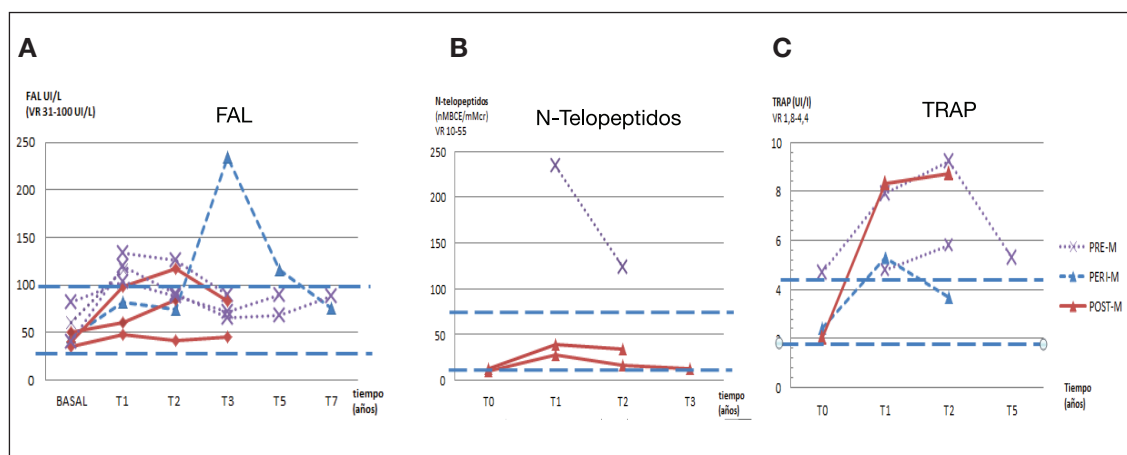 A
FAL UI/L
(VR 31-100 UI/L)
FAL
250
200
150
100
50
0
BASAL T1 T2 T3 T5 T7
tiempo
(años)
B
N-telopeptidos
(nMBCE/mMcr)
VR 10-55
N-Telopeptidos
250
200
150
100
50
0
T0 T1 T2 T3
tiempo
(años)
C
TRAP (UI/l)
VR 1,8-4,4
TRAP
10
8
6
4
2
0
T0 T1 T2 T5
Tiempo
(años)
PRE-M
PERI-M
POST-M